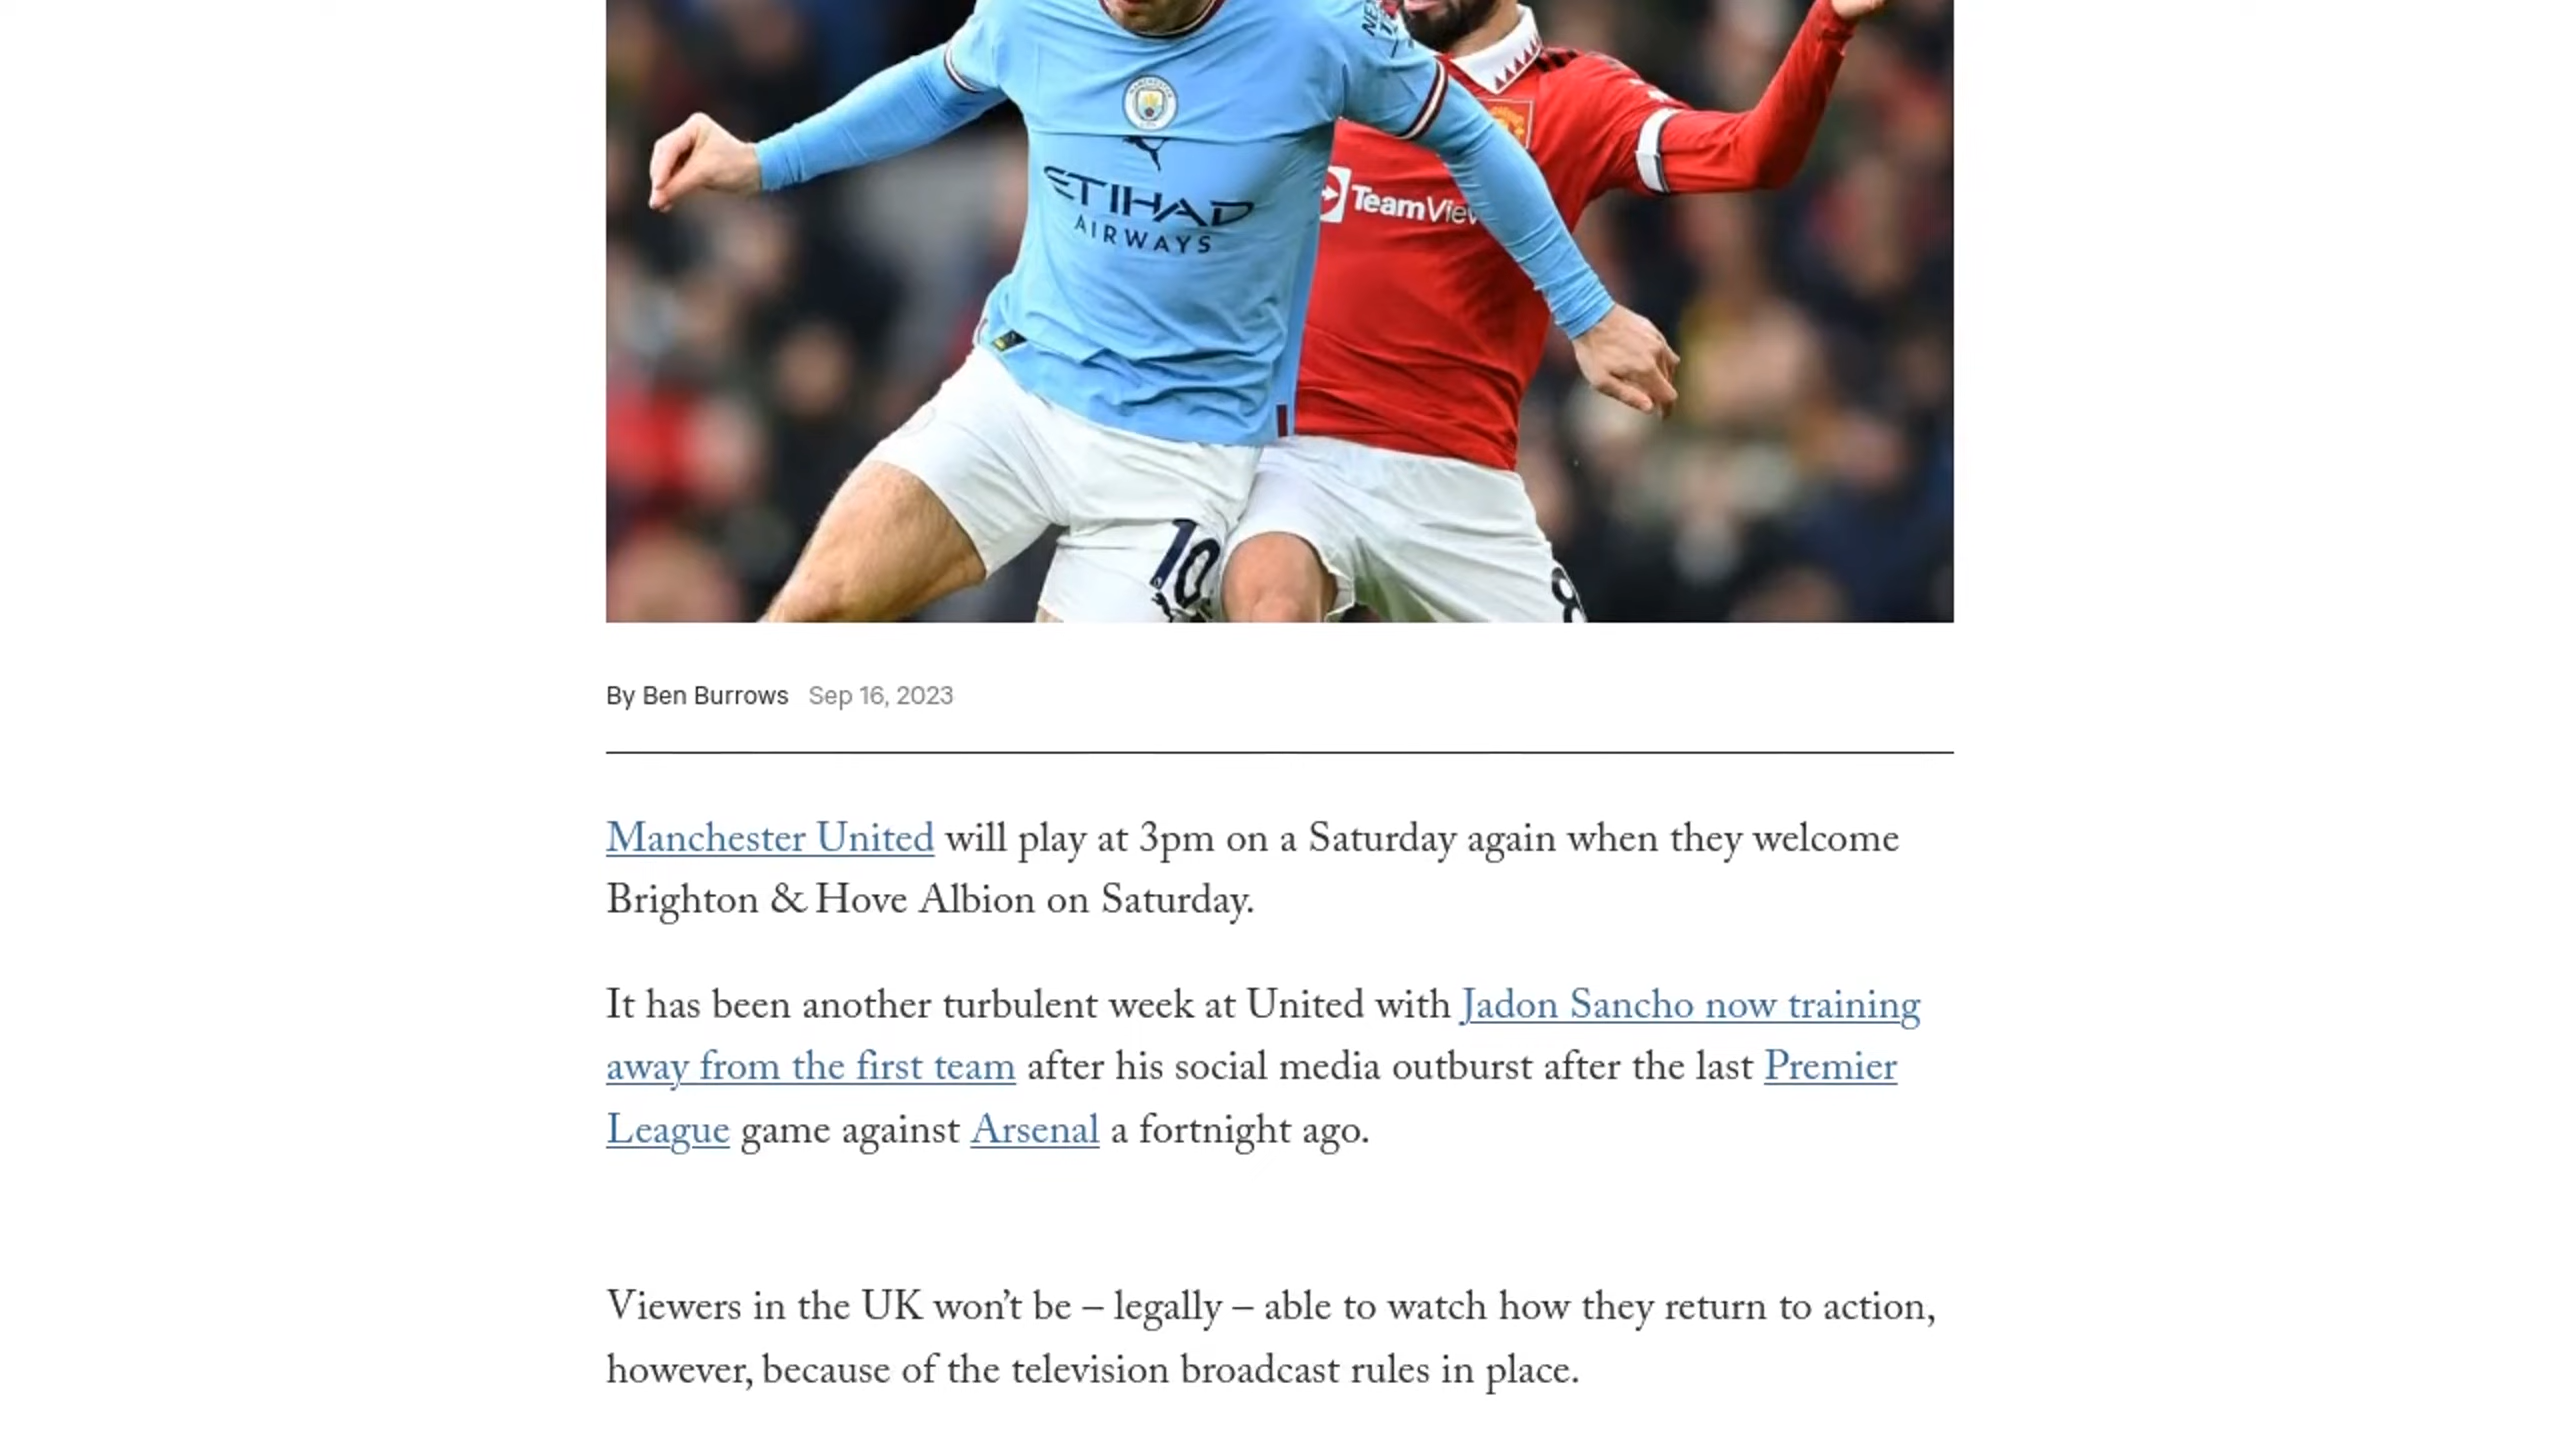 ETIHAD
AIRWAYS
TeamView
10
8
By Ben Burrows Sep 16, 2023
Manchester United will play at 3pm on a Saturday again when they welcome
Brighton & Hove Albion on Saturday.
It has been another turbulent week at United with Jadon Sancho now training
away from the first team after his social media outburst after the last Premier
League game against Arsenal a fortnight ago.
Viewers in the UK won't be – legally – able to watch how they return to action,
however, because of the television broadcast rules in place.